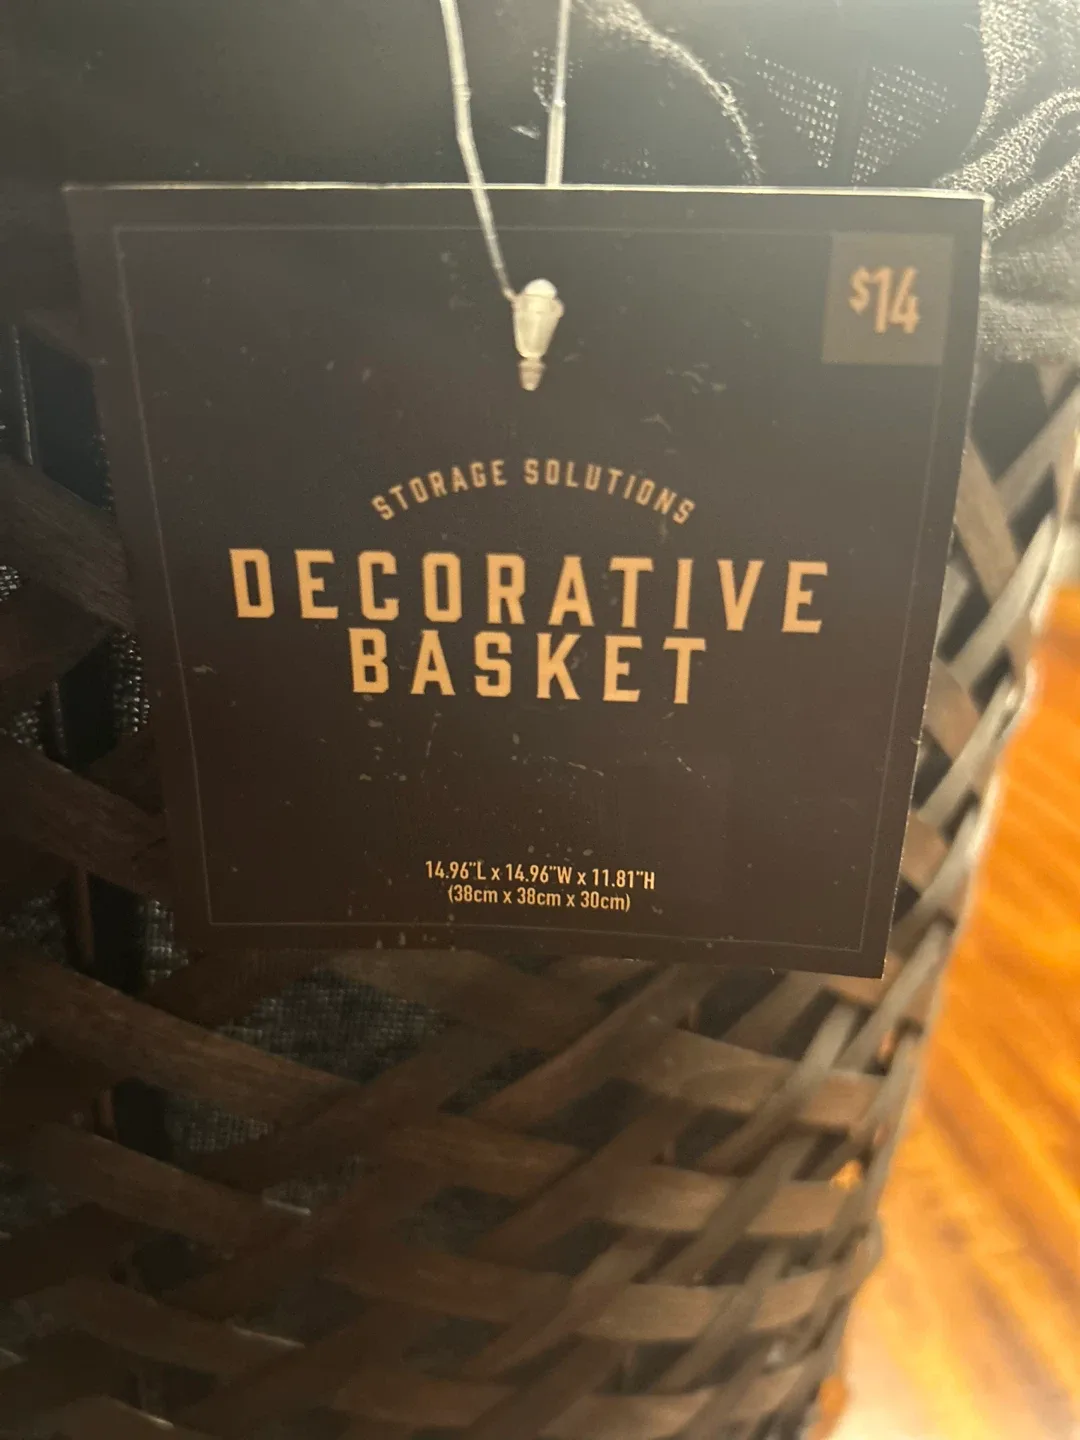 $14
STORAGE SOLUTIONS
DECORATIVE
BASKET
14.96"L x 14.96"W x 11.81"H
(38cm x 38cm x 30cm)